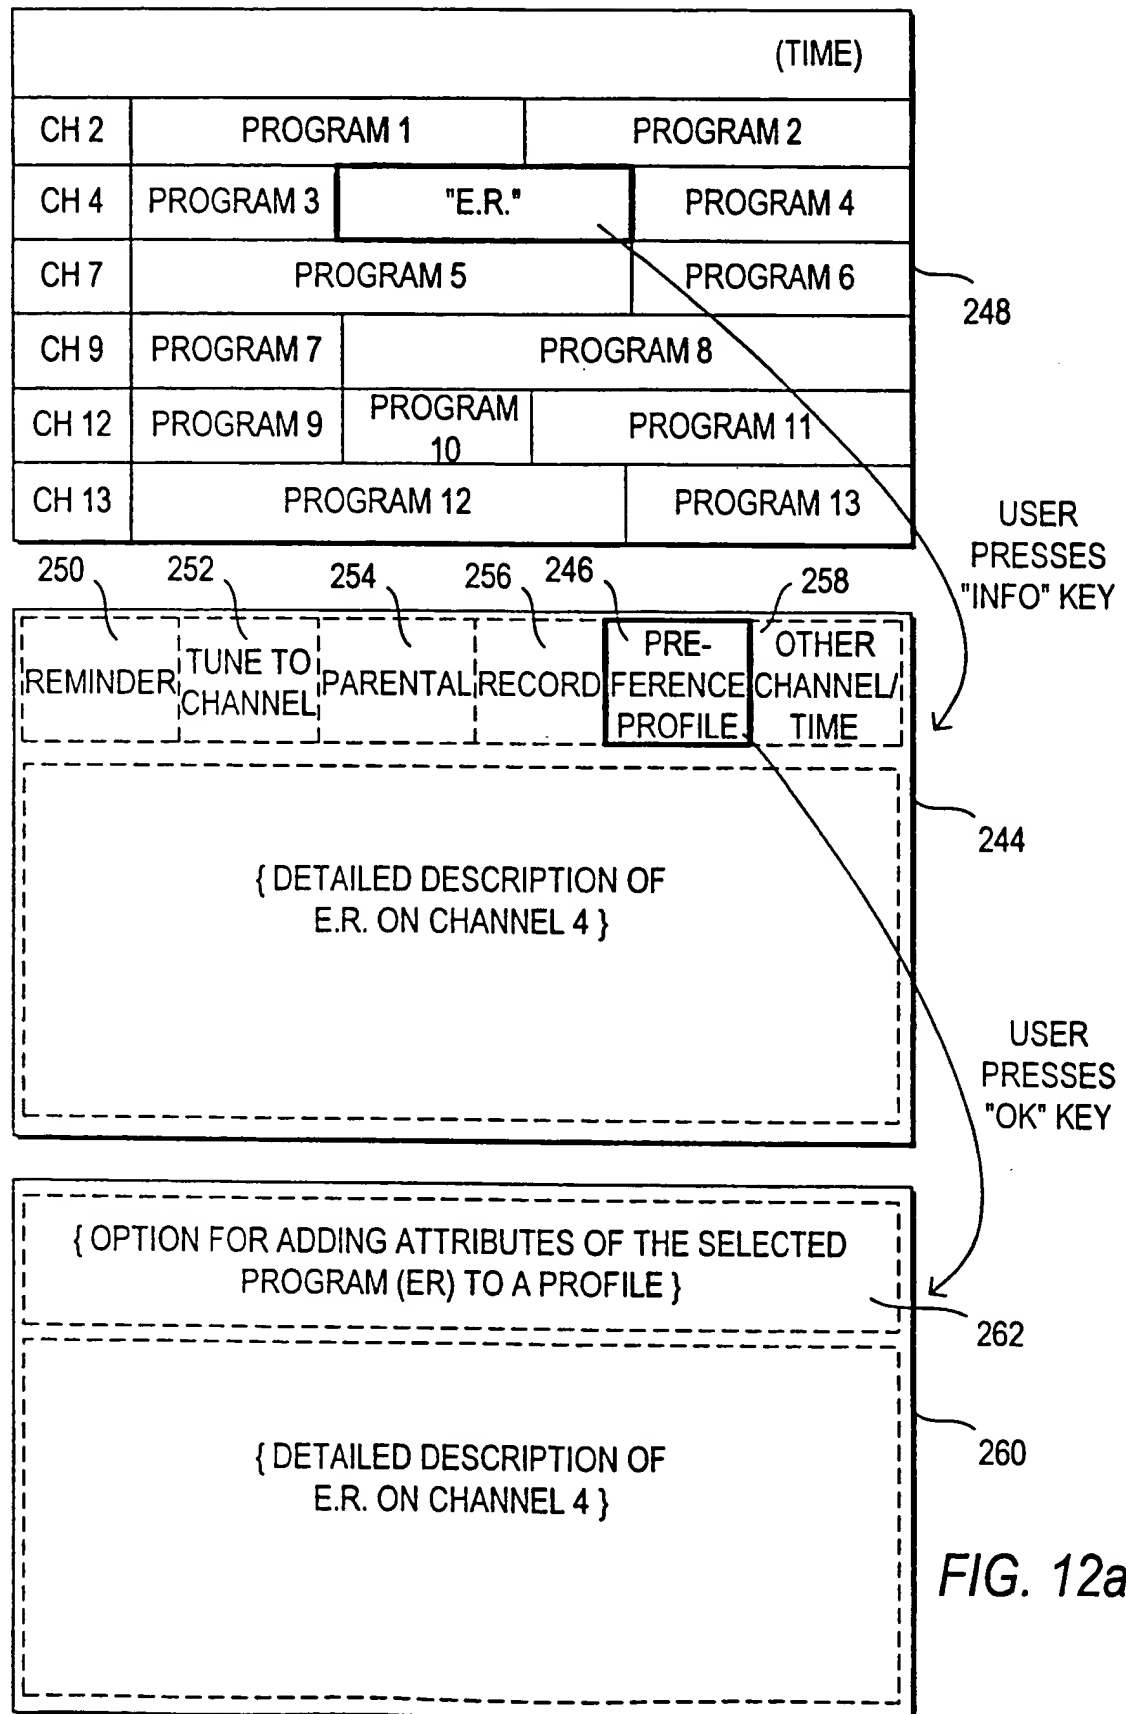 (TIME)
CH 2 PROGRAM 1 PROGRAM 2
CH 4 PROGRAM 3 "E.R." PROGRAM 4
CH 7 PROGRAM 5 PROGRAM 6
248
CH 9 PROGRAM 7 PROGRAM 8
CH 12 PROGRAM 9 PROGRAM
10 PROGRAM 11
CH 13 PROGRAM 12 PROGRAM 13
USER
PRESSES
"INFO" KEY
250 252 254 256 246 258
REMINDER
TUNE TO
CHANNEL
PARENTAL
RECORD
PRE-
FERENCE
PROFILE
OTHER
CHANNEL/
TIME
244
{ DETAILED DESCRIPTION OF
E.R. ON CHANNEL 4 }
USER
PRESSES
"OK" KEY
{ OPTION FOR ADDING ATTRIBUTES OF THE SELECTED
PROGRAM (ER) TO A PROFILE }
262
{ DETAILED DESCRIPTION OF
E.R. ON CHANNEL 4 }
260
FIG. 12a